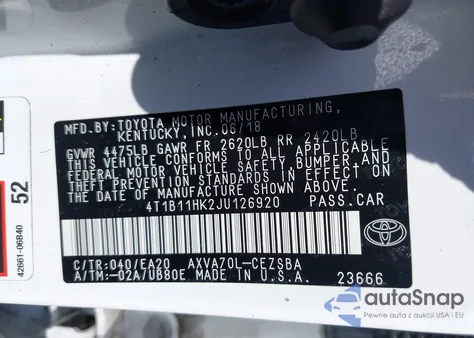 MFD.BY:TOYOTA MOTOR MANUFACTURING,
KENTUCKY, INC. 06/18
GVWR 4475LB GAWR FR 2620LB RR 2420LB
THIS VEHICLE CONFORMS TO ALL APPLICABLE
FEDERAL MOTOR VEHICLE SAFETY,BUMPER,AND
THEFT PREVENTION STANDARDS IN EFFECT ON
THE DATE OF MANUFACTURE SHOWN ABOVE.
4T1B11HK2JU126920 PASS.CAR
C/TR:040/EA20 AXVA70L-CEZSBA
A/TM:-02A/UB80E MADE IN U.S.A. 23666
TOYOTA
52
42661-06B40
autoSnap
Pewne auta z aukcji w USA i EU